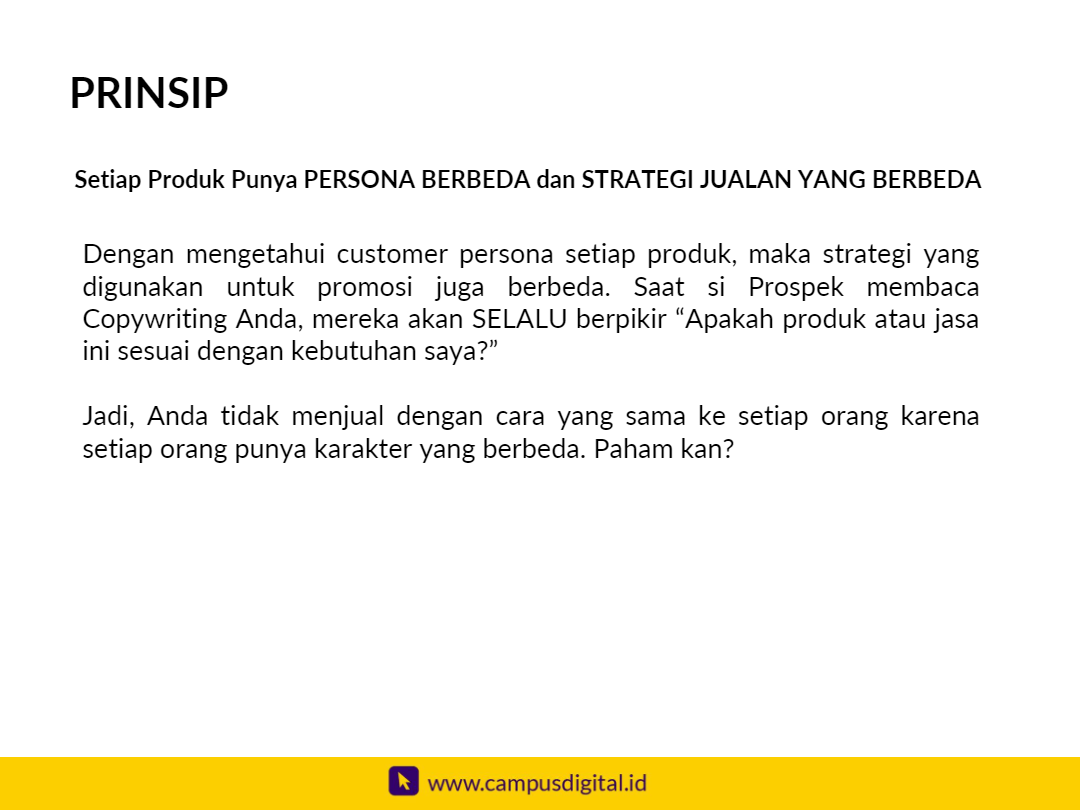 PRINSIP
Setiap Produk Punya PERSONA BERBEDA dan STRATEGI JUALAN YANG BERBEDA
Dengan mengetahui customer persona setiap produk, maka strategi yang
digunakan untuk promosi juga berbeda. Saat si Prospek membaca
Copywriting Anda, mereka akan SELALU berpikir “Apakah produk atau jasa
ini sesuai dengan kebutuhan saya?”
Jadi, Anda tidak menjual dengan cara yang sama ke setiap orang karena
setiap orang punya karakter yang berbeda. Paham kan?
www.campusdigital.id